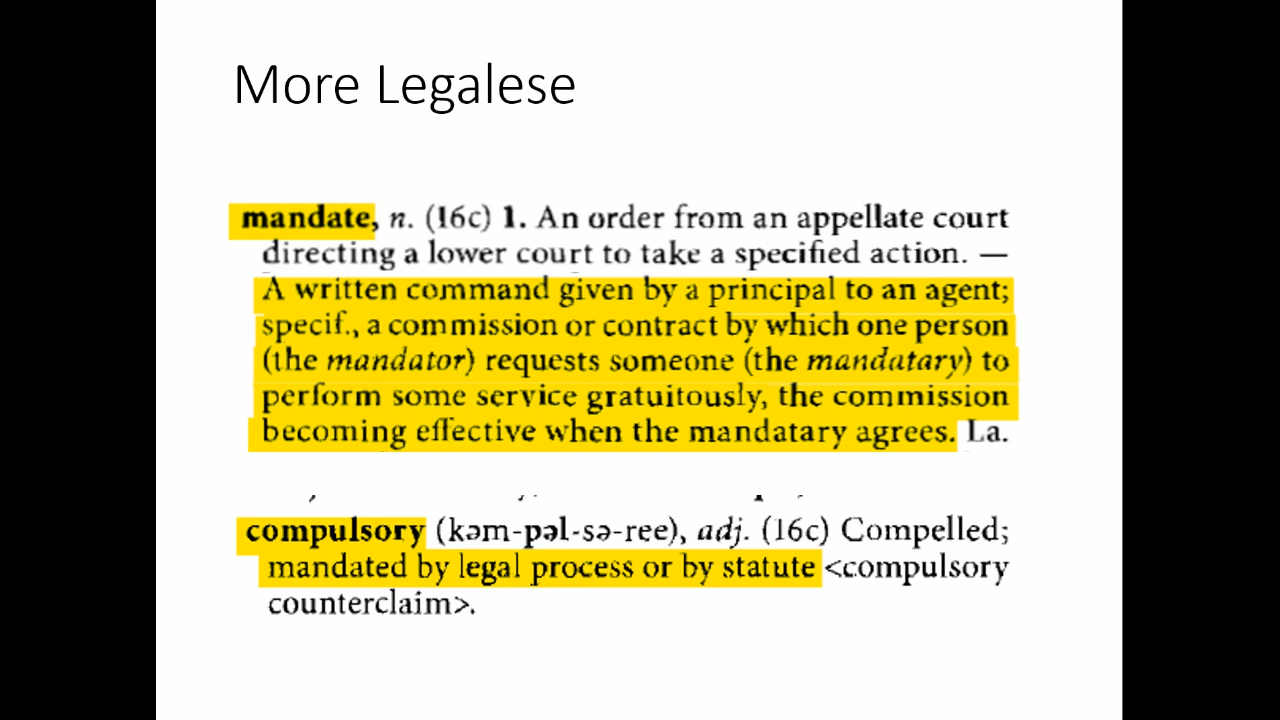 More Legalese
mandate, n. (16c) 1. An order from an appellate court
directing a lower court to take a specified action. —
A written command given by a principal to an agent;
specif., a commission or contract by which one person
(the mandator) requests someone (the mandatary) to
perform some service gratuitously, the commission
becoming effective when the mandatary agrees. La.
compulsory (kəm-pəl-sə-ree), adj. (16c) Compelled;
mandated by legal process or by statute <compulsory
counterclaim>.